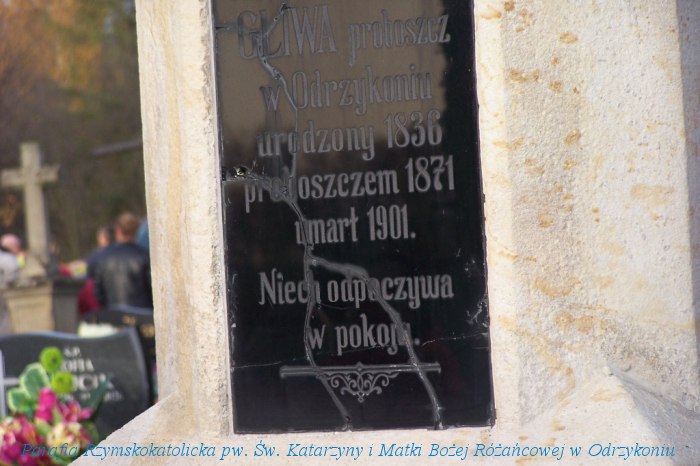 GLIWA proboszcz
w Odrzykoniu
urodzony 1836
proboszczem 1871
umart 1901.
Niech odpoczywa
w pokoju.
Ś.P.
Parafia Rzymskokatolicka pw. Św. Katarzyny i Matki Bożej Różańcowej w Odrzykoniu